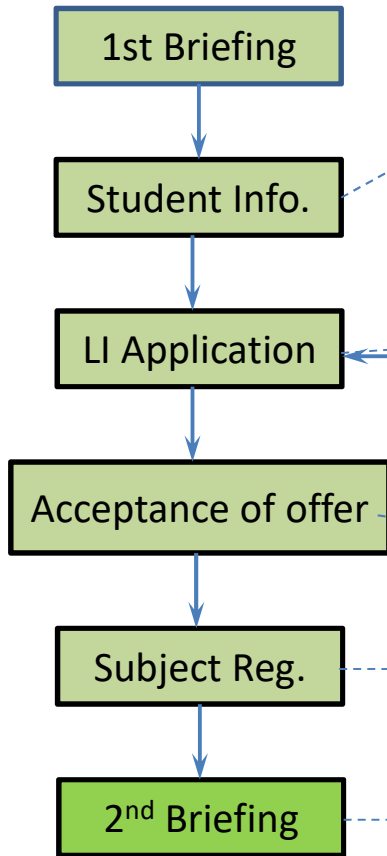 1st Briefing
Student Info.
LI Application
Acceptance of offer
Subject Reg.
2nd Briefing